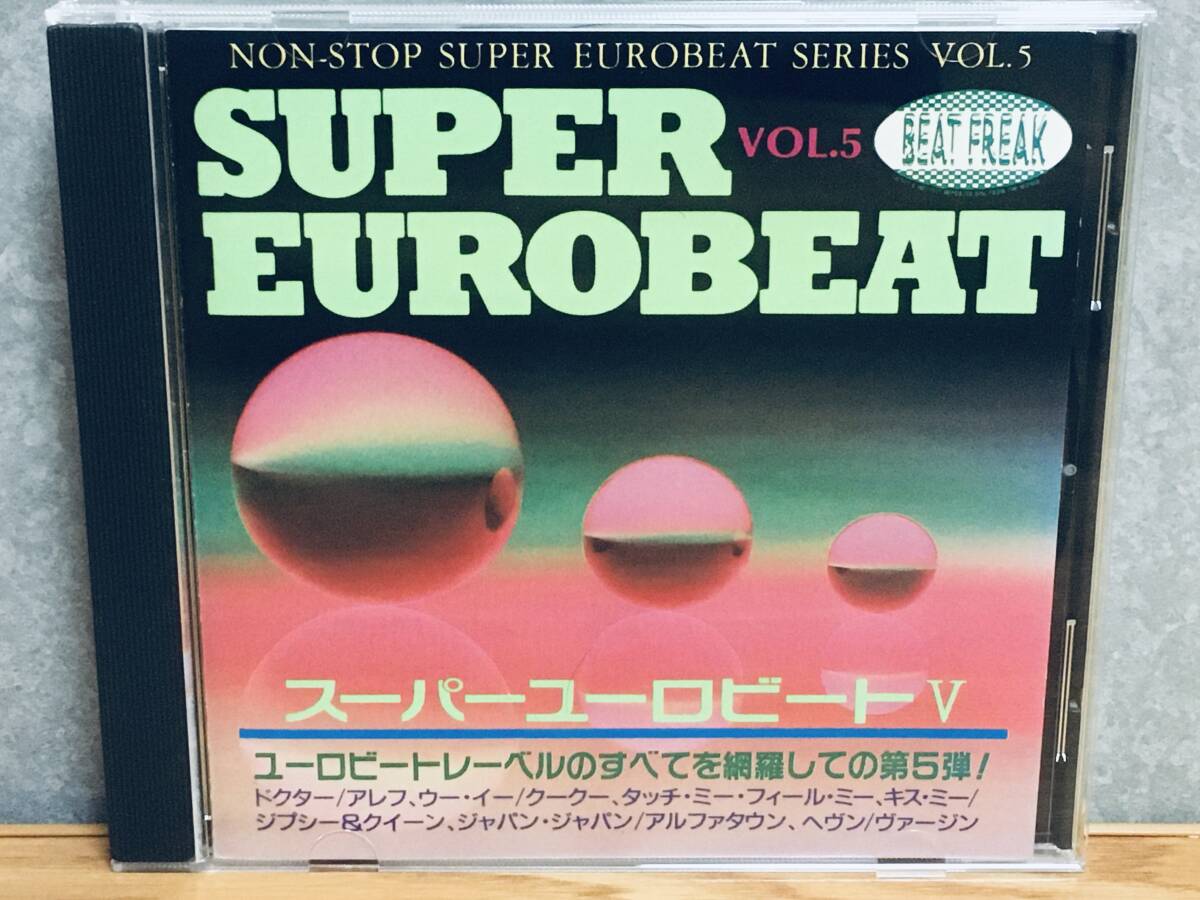 NON-STOP SUPER EUROBEAT SERIES VOL.5
SUPER VOL.5
BEAT FREAK
EUROBEAT
スーパーユーロビート V
ユーロビートレーベルのすべてを網羅しての第5弾!
ドクター/アレフ、ウー・イー/クークー、タッチ・ミー・フィール・ミー、キス・ミー/
ジプシー&クイーン、ジャパン・ジャパン/アルファタウン、ヘヴン/ヴァージン